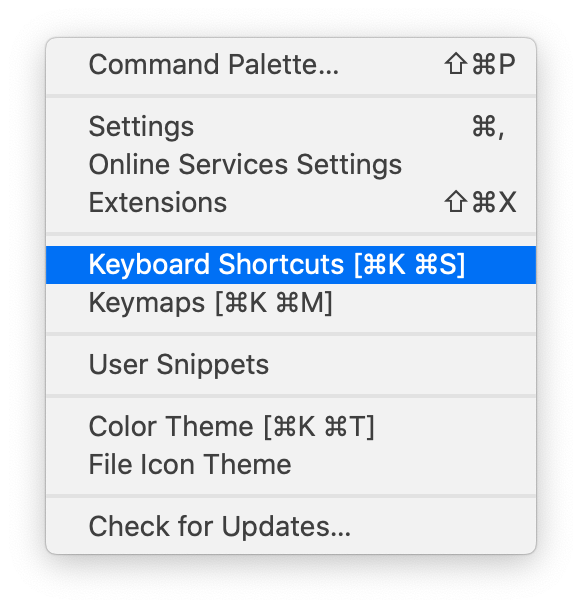 Command Palette... ⇧⌘P
Settings ⌘,
Online Services Settings
Extensions ⇧⌘X
Keyboard Shortcuts [⌘K ⌘S]
Keymaps [⌘K ⌘M]
User Snippets
Color Theme [⌘K ⌘T]
File Icon Theme
Check for Updates...